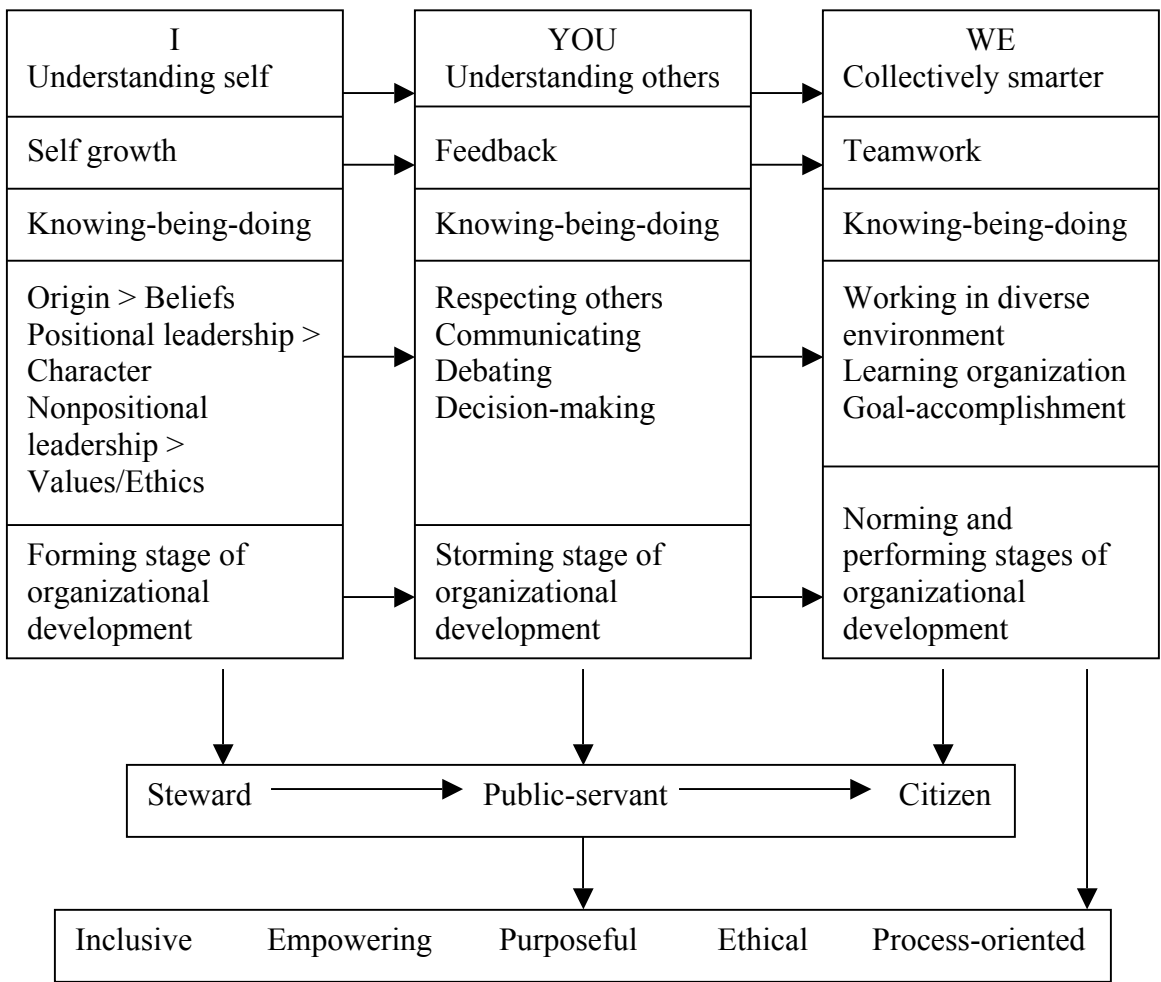 I
Understanding self
Self growth
Knowing-being-doing
Origin > Beliefs
Positional leadership >
Character
Nonpositional
leadership >
Values/Ethics
Forming stage of
organizational
development
YOU
Understanding others
Feedback
Knowing-being-doing
Respecting others
Communicating
Debating
Decision-making
Storming stage of
organizational
development
WE
Collectively smarter
Teamwork
Knowing-being-doing
Working in diverse
environment
Learning organization
Goal-accomplishment
Norming and
performing stages of
organizational
development
Steward Public-servant Citizen
Inclusive Empowering Purposeful Ethical Process-oriented